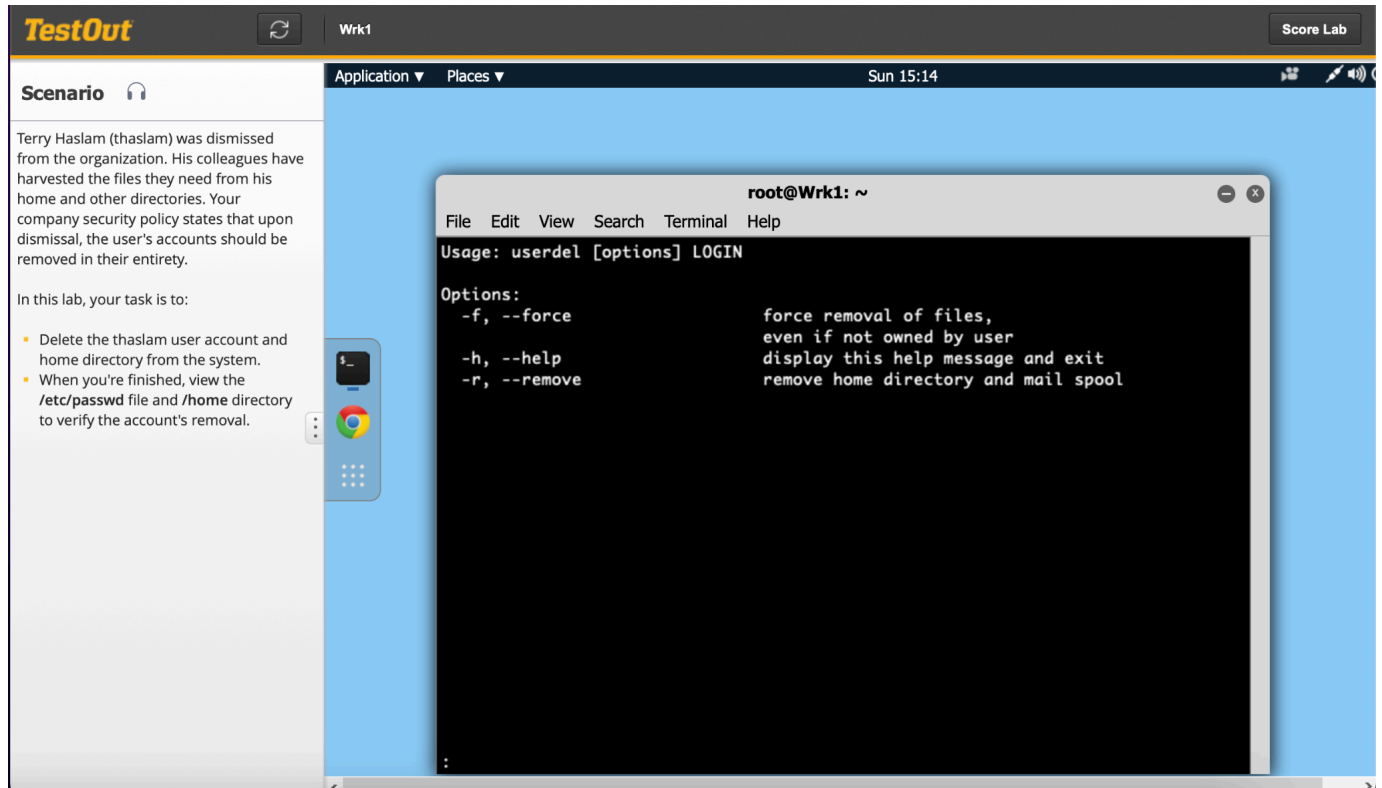 TestOut
Wrk1
Score Lab
Application ▼ Places ▼
Sun 15:14
Scenario
Terry Haslam (thaslam) was dismissed
from the organization. His colleagues have
harvested the files they need from his
home and other directories. Your
company security policy states that upon
dismissal, the user's accounts should be
removed in their entirety.
In this lab, your task is to:
Delete the thaslam user account and
home directory from the system.
When you're finished, view the
/etc/passwd file and /home directory
to verify the account's removal.
$_
root@Wrk1: ~
File Edit View Search Terminal Help
Usage: userdel [options] LOGIN
Options:
-f, --force force removal of files,
even if not owned by user
-h, --help display this help message and exit
-r, --remove remove home directory and mail spool
: